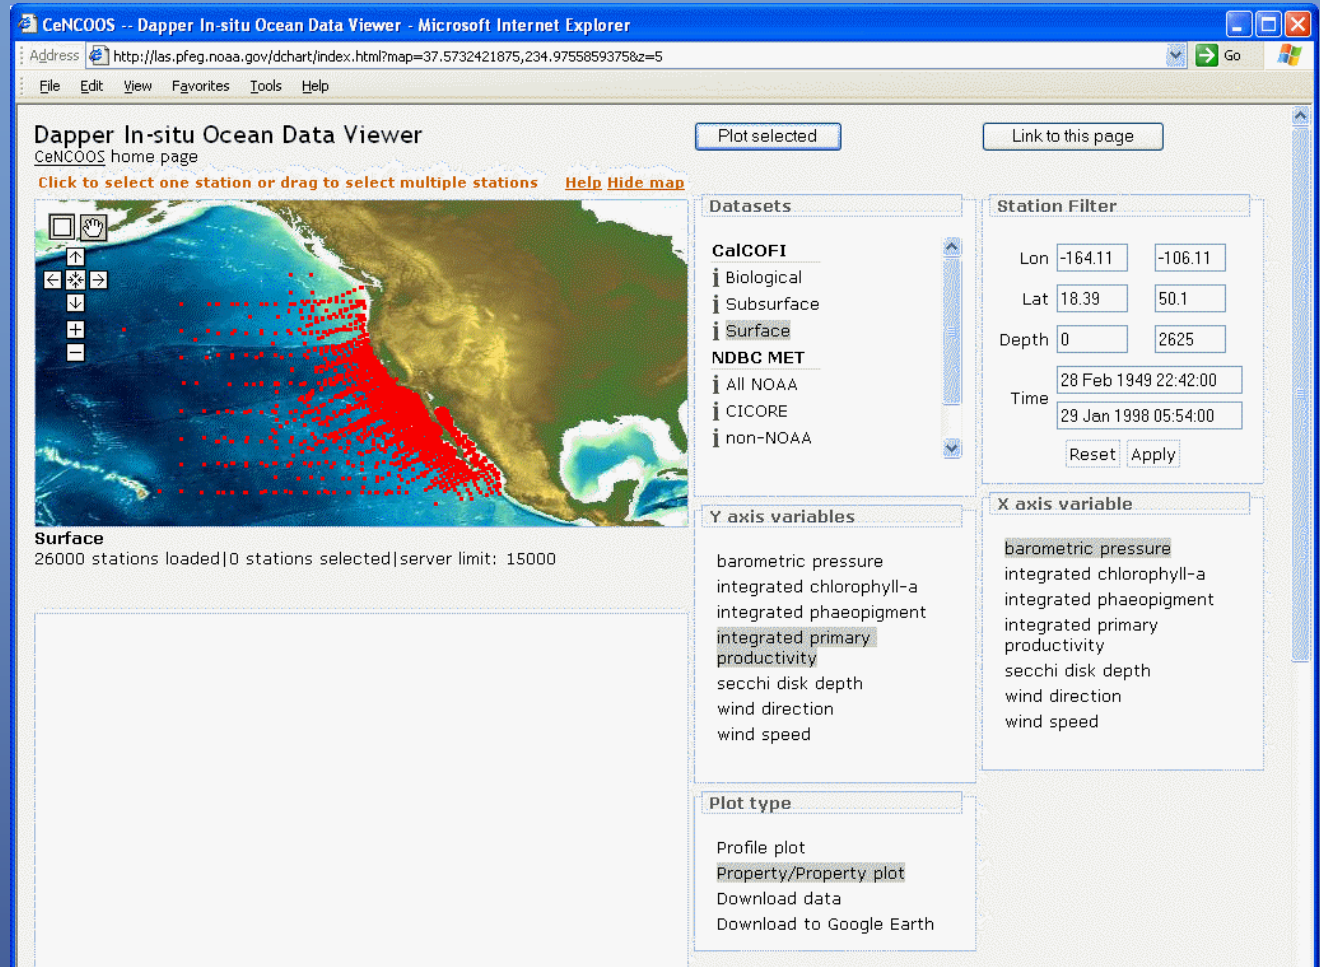 CeNCOOS -- Dapper In-situ Ocean Data Viewer - Microsoft Internet Explorer
Address http://las.pfeg.noaa.gov/dchart/index.html?map=37.5732421875,234.9755859375&z=5 Go
File Edit View Favorites Tools Help
Dapper In-situ Ocean Data Viewer
CeNCOOS home page
Click to select one station or drag to select multiple stations Help Hide map
Surface
26000 stations loaded|0 stations selected|server limit: 15000
Plot selected
Link to this page
Datasets
CalCOFI
i Biological
i Subsurface
i Surface
NDBC MET
i All NOAA
i CICORE
i non-NOAA
Station Filter
Lon -164.11 -106.11
Lat 18.39 50.1
Depth 0 2625
Time
28 Feb 1949 22:42:00
29 Jan 1998 05:54:00
Reset Apply
Y axis variables
barometric pressure
integrated chlorophyll-a
integrated phaeopigment
integrated primary
productivity
secchi disk depth
wind direction
wind speed
X axis variable
barometric pressure
integrated chlorophyll-a
integrated phaeopigment
integrated primary
productivity
secchi disk depth
wind direction
wind speed
Plot type
Profile plot
Property/Property plot
Download data
Download to Google Earth